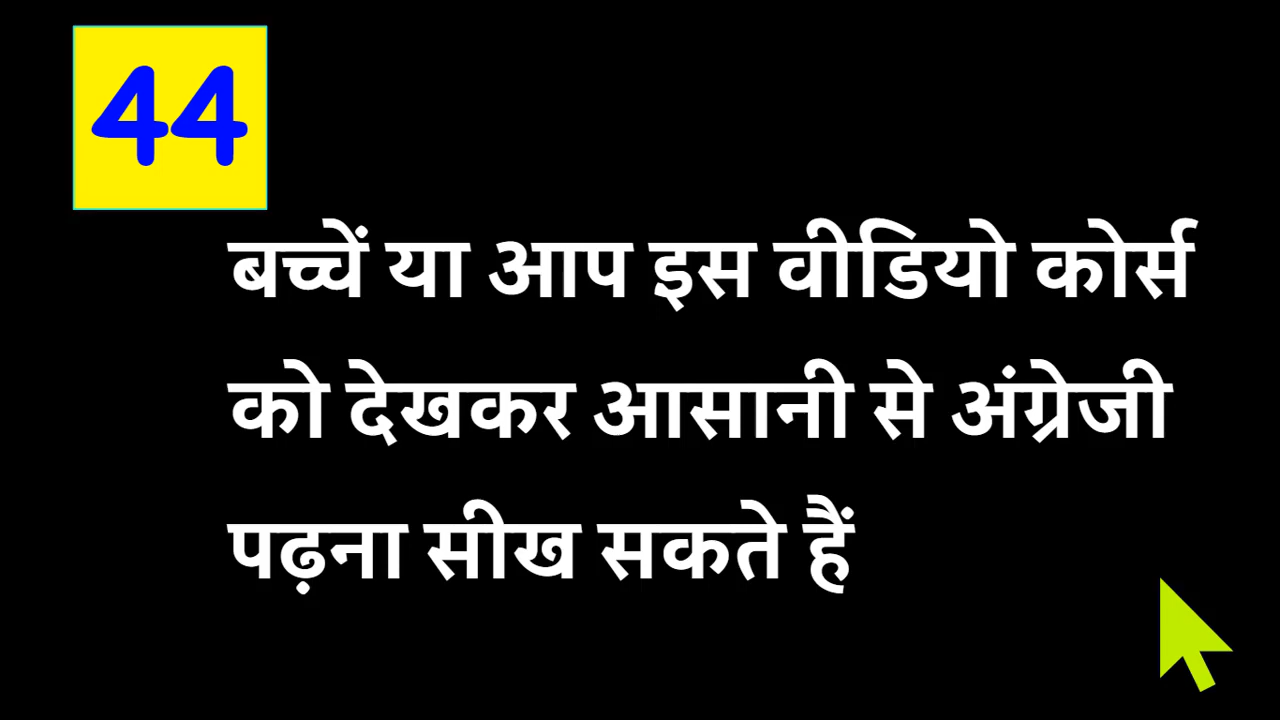 44
बच्चें या आप इस वीडियो कोर्स
को देखकर आसानी से अंग्रेजी
पढ़ना सीख सकते हैं